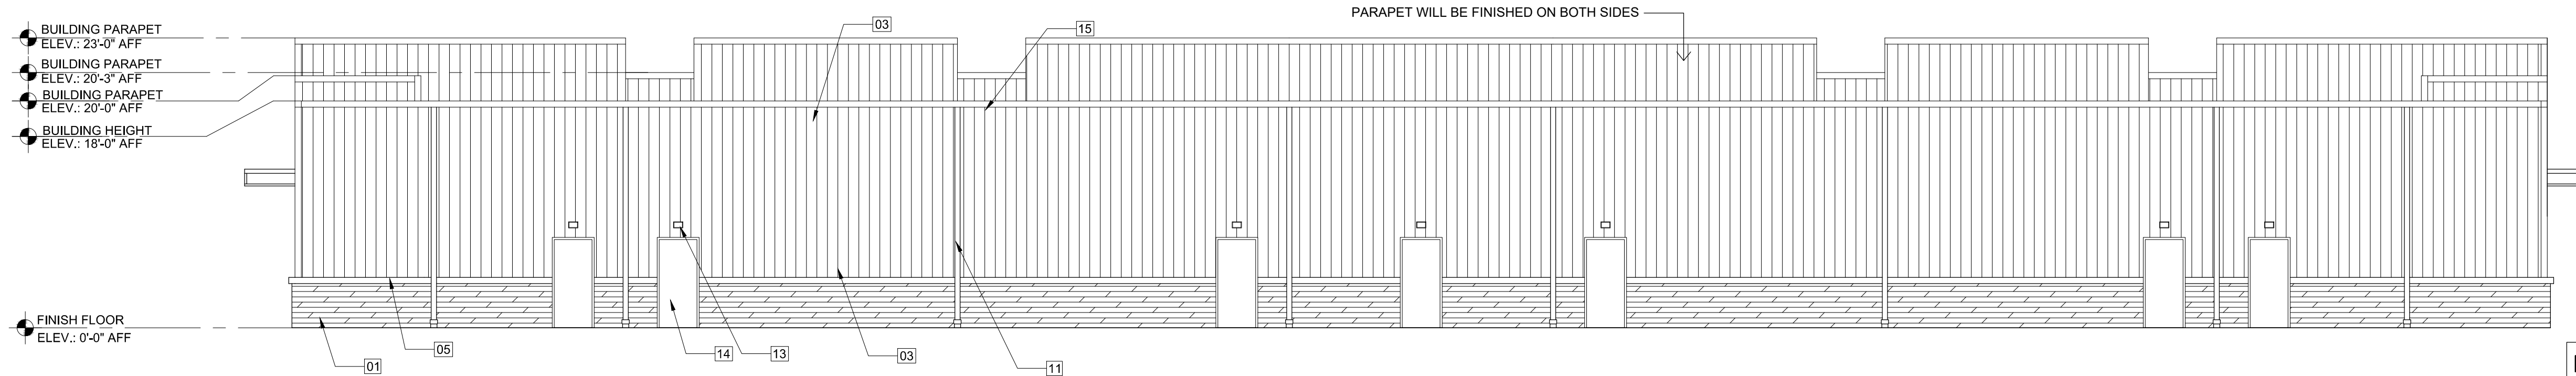 PARAPET WILL BE FINISHED ON BOTH SIDES
03
15
BUILDING PARAPET
ELEV.: 23'-0" AFF
BUILDING PARAPET
ELEV.: 20'-3" AFF
BUILDING PARAPET
ELEV.: 20'-0" AFF
BUILDING HEIGHT
ELEV.: 18'-0" AFF
FINISH FLOOR
ELEV.: 0'-0" AFF
01
05
14
13
03
11